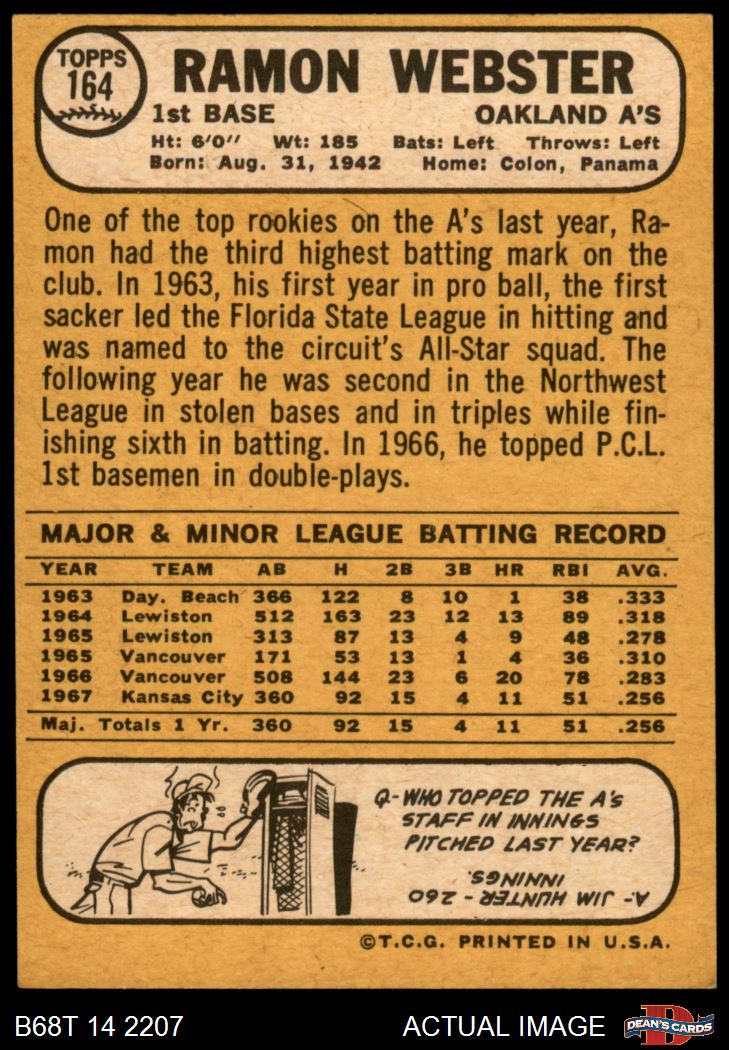 TOPPS
164
RAMON WEBSTER
1st BASE OAKLAND A'S
Ht: 6'0" Wt: 185 Bats: Left Throws: Left
Born: Aug. 31, 1942 Home: Colon, Panama
One of the top rookies on the A's last year, Ra-
mon had the third highest batting mark on the
club. In 1963, his first year in pro ball, the first
sacker led the Florida State League in hitting and
was named to the circuit's All-Star squad. The
following year he was second in the Northwest
League in stolen bases and in triples while fin-
ishing sixth in batting. In 1966, he topped P.C.L.
1st basemen in double-plays.
MAJOR & MINOR LEAGUE BATTING RECORD
YEAR TEAM AB H 2B 3B HR RBI AVG.
1963 Day. Beach 366 122 8 10 1 38 .333
1964 Lewiston 512 163 23 12 13 89 .318
1965 Lewiston 313 87 13 4 9 48 .278
1965 Vancouver 171 53 13 1 4 36 .310
1966 Vancouver 508 144 23 6 20 78 .283
1967 Kansas City 360 92 15 4 11 51 .256
Maj. Totals 1 Yr. 360 92 15 4 11 51 .256
Q-WHO TOPPED THE A's
STAFF IN INNINGS
PITCHED LAST YEAR?
A.- JIM HUNTER - 260
INNINGS.
©T.C.G. PRINTED IN U.S.A.
B68T 14 2207 ACTUAL IMAGE
D
DEAN'S CARDS